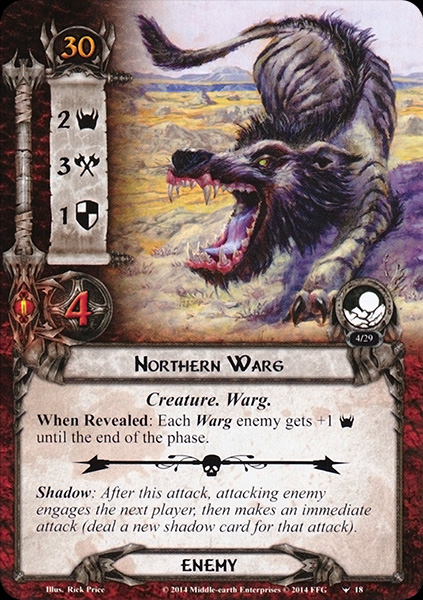 30
2
3
1
4
4/29
Northern Warg
Creature. Warg.
When Revealed: Each Warg enemy gets +1
until the end of the phase.
Shadow: After this attack, attacking enemy
engages the next player, then makes an immediate
attack (deal a new shadow card for that attack).
ENEMY
Illus. Rick Price © 2014 Middle-earth Enterprises © 2014 FFG 18